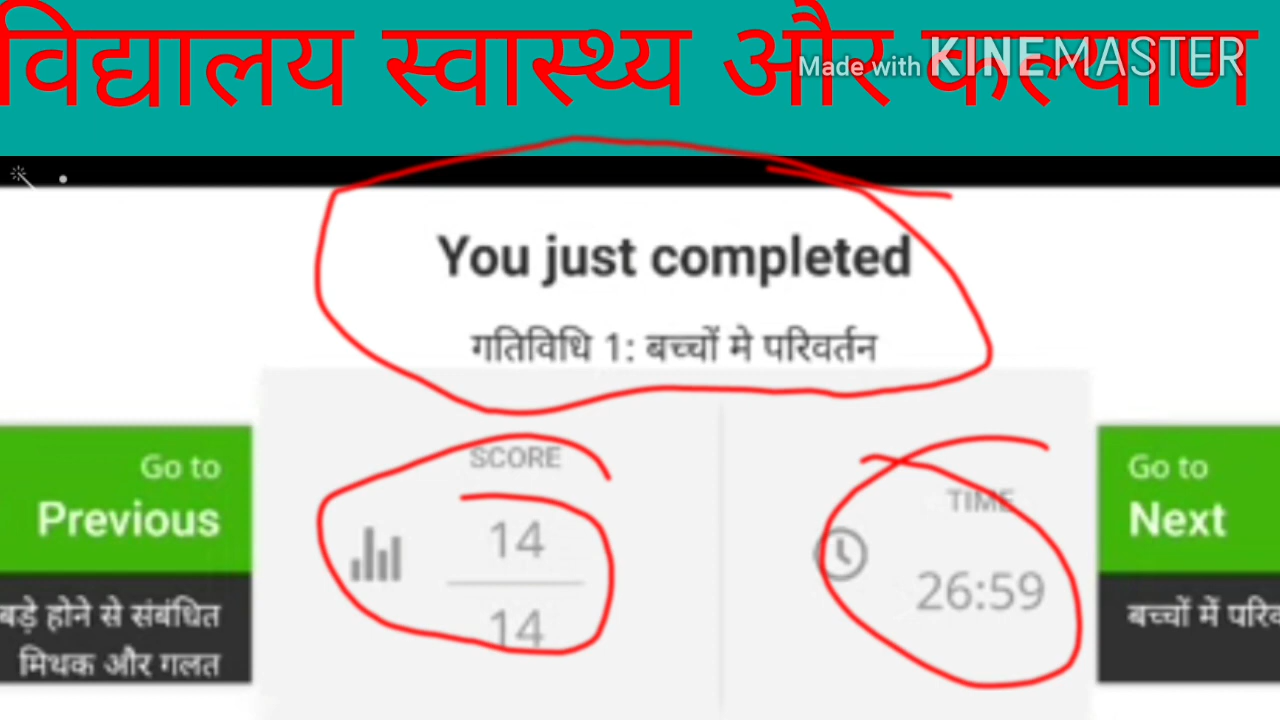 विद्यालय स्वास्थ्य और कल्याण
Made with KINEMASTER
You just completed
गतिविधि 1: बच्चों मे परिवर्तन
Go to
Previous
बड़े होने से संबंधित
मिथक और गलत
SCORE
14
14
TIME
26:59
Go to
Next
बच्चों में